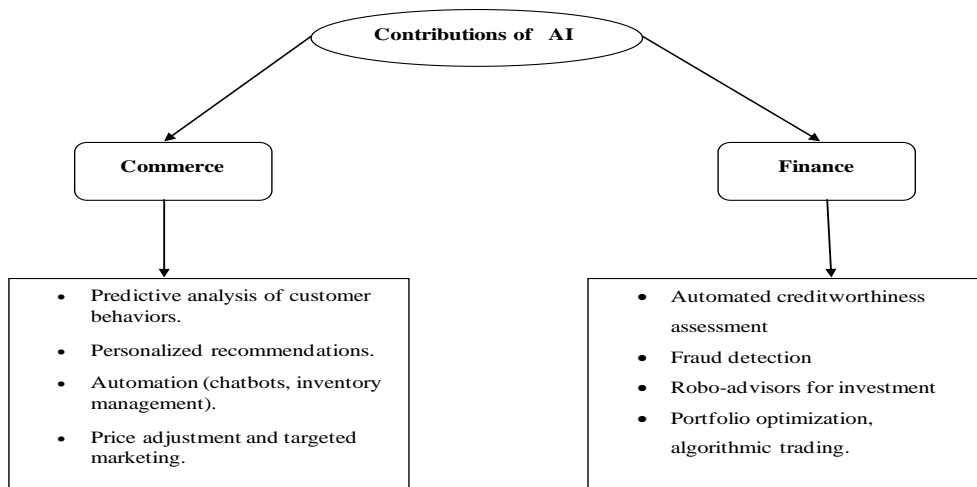 Contributions of AI
Commerce
Finance
• Predictive analysis of customer
behaviors.
• Personalized recommendations.
• Automation (chatbots, inventory
management).
• Price adjustment and targeted
marketing.
• Automated creditworthiness
assessment
• Fraud detection
• Robo-advisors for investment
• Portfolio optimization,
algorithmic trading.